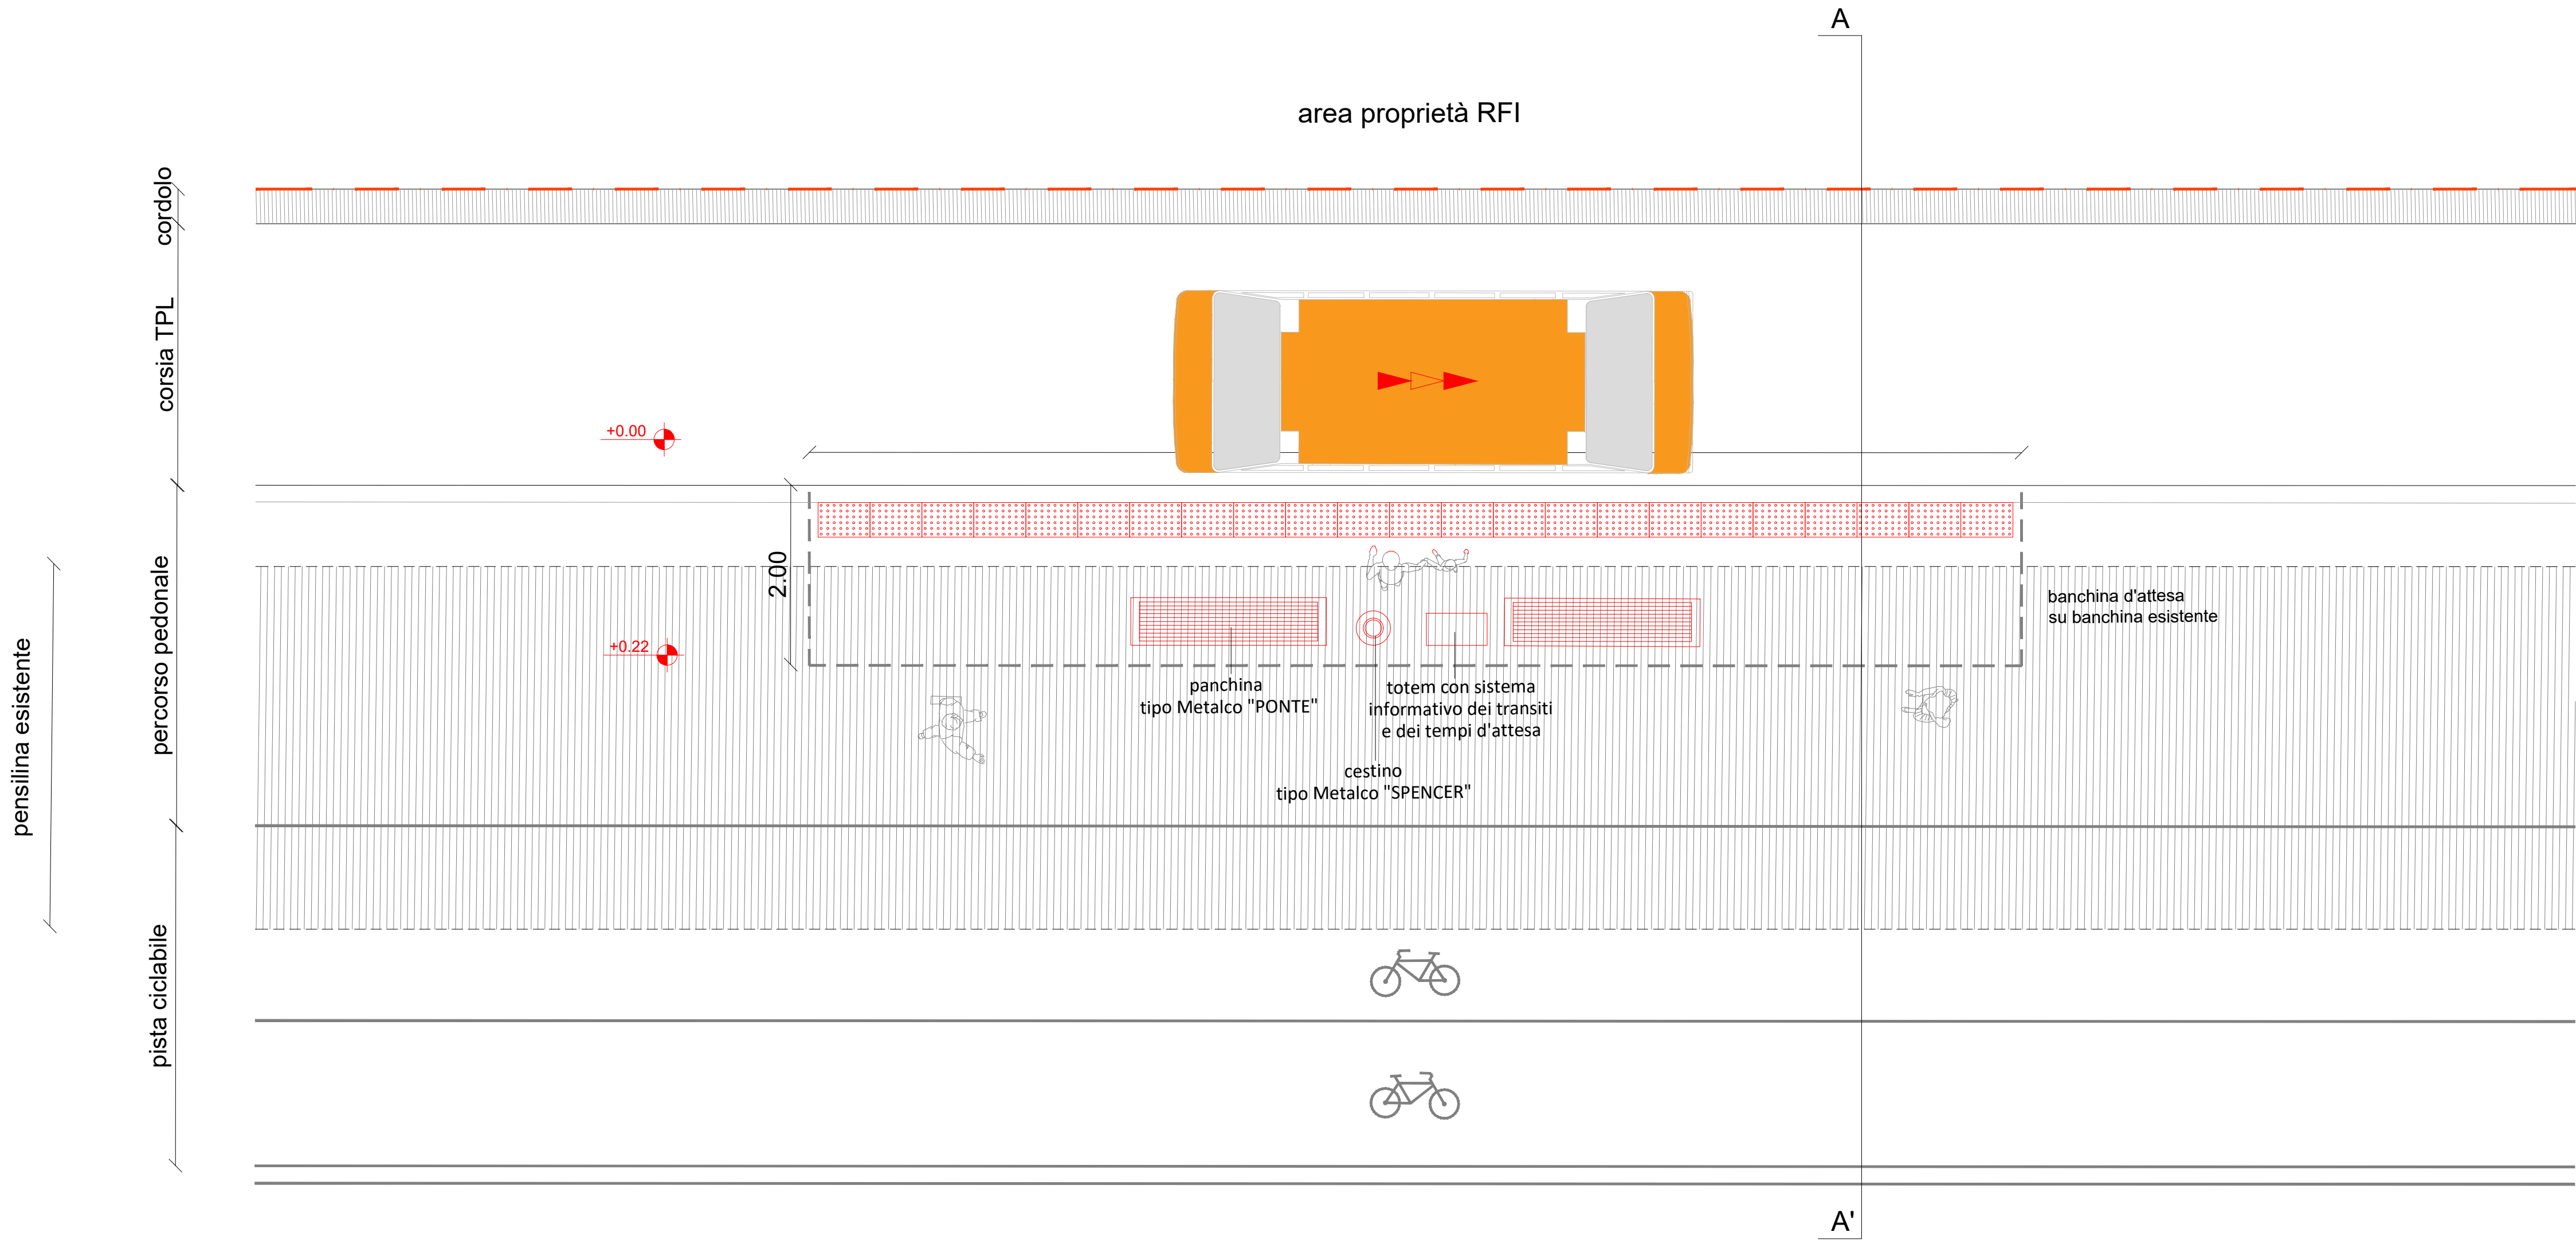 A
area proprietà RFI
cordolo
corsia TPL
+0.00
percorso pedonale
pensilina esistente
2.00
+0.22
banchina d'attesa
su banchina esistente
panchina
tipo Metalco "PONTE"
totem con sistema
informativo dei transiti
e dei tempi d'attesa
cestino
tipo Metalco "SPENCER"
pista ciclabile
A'